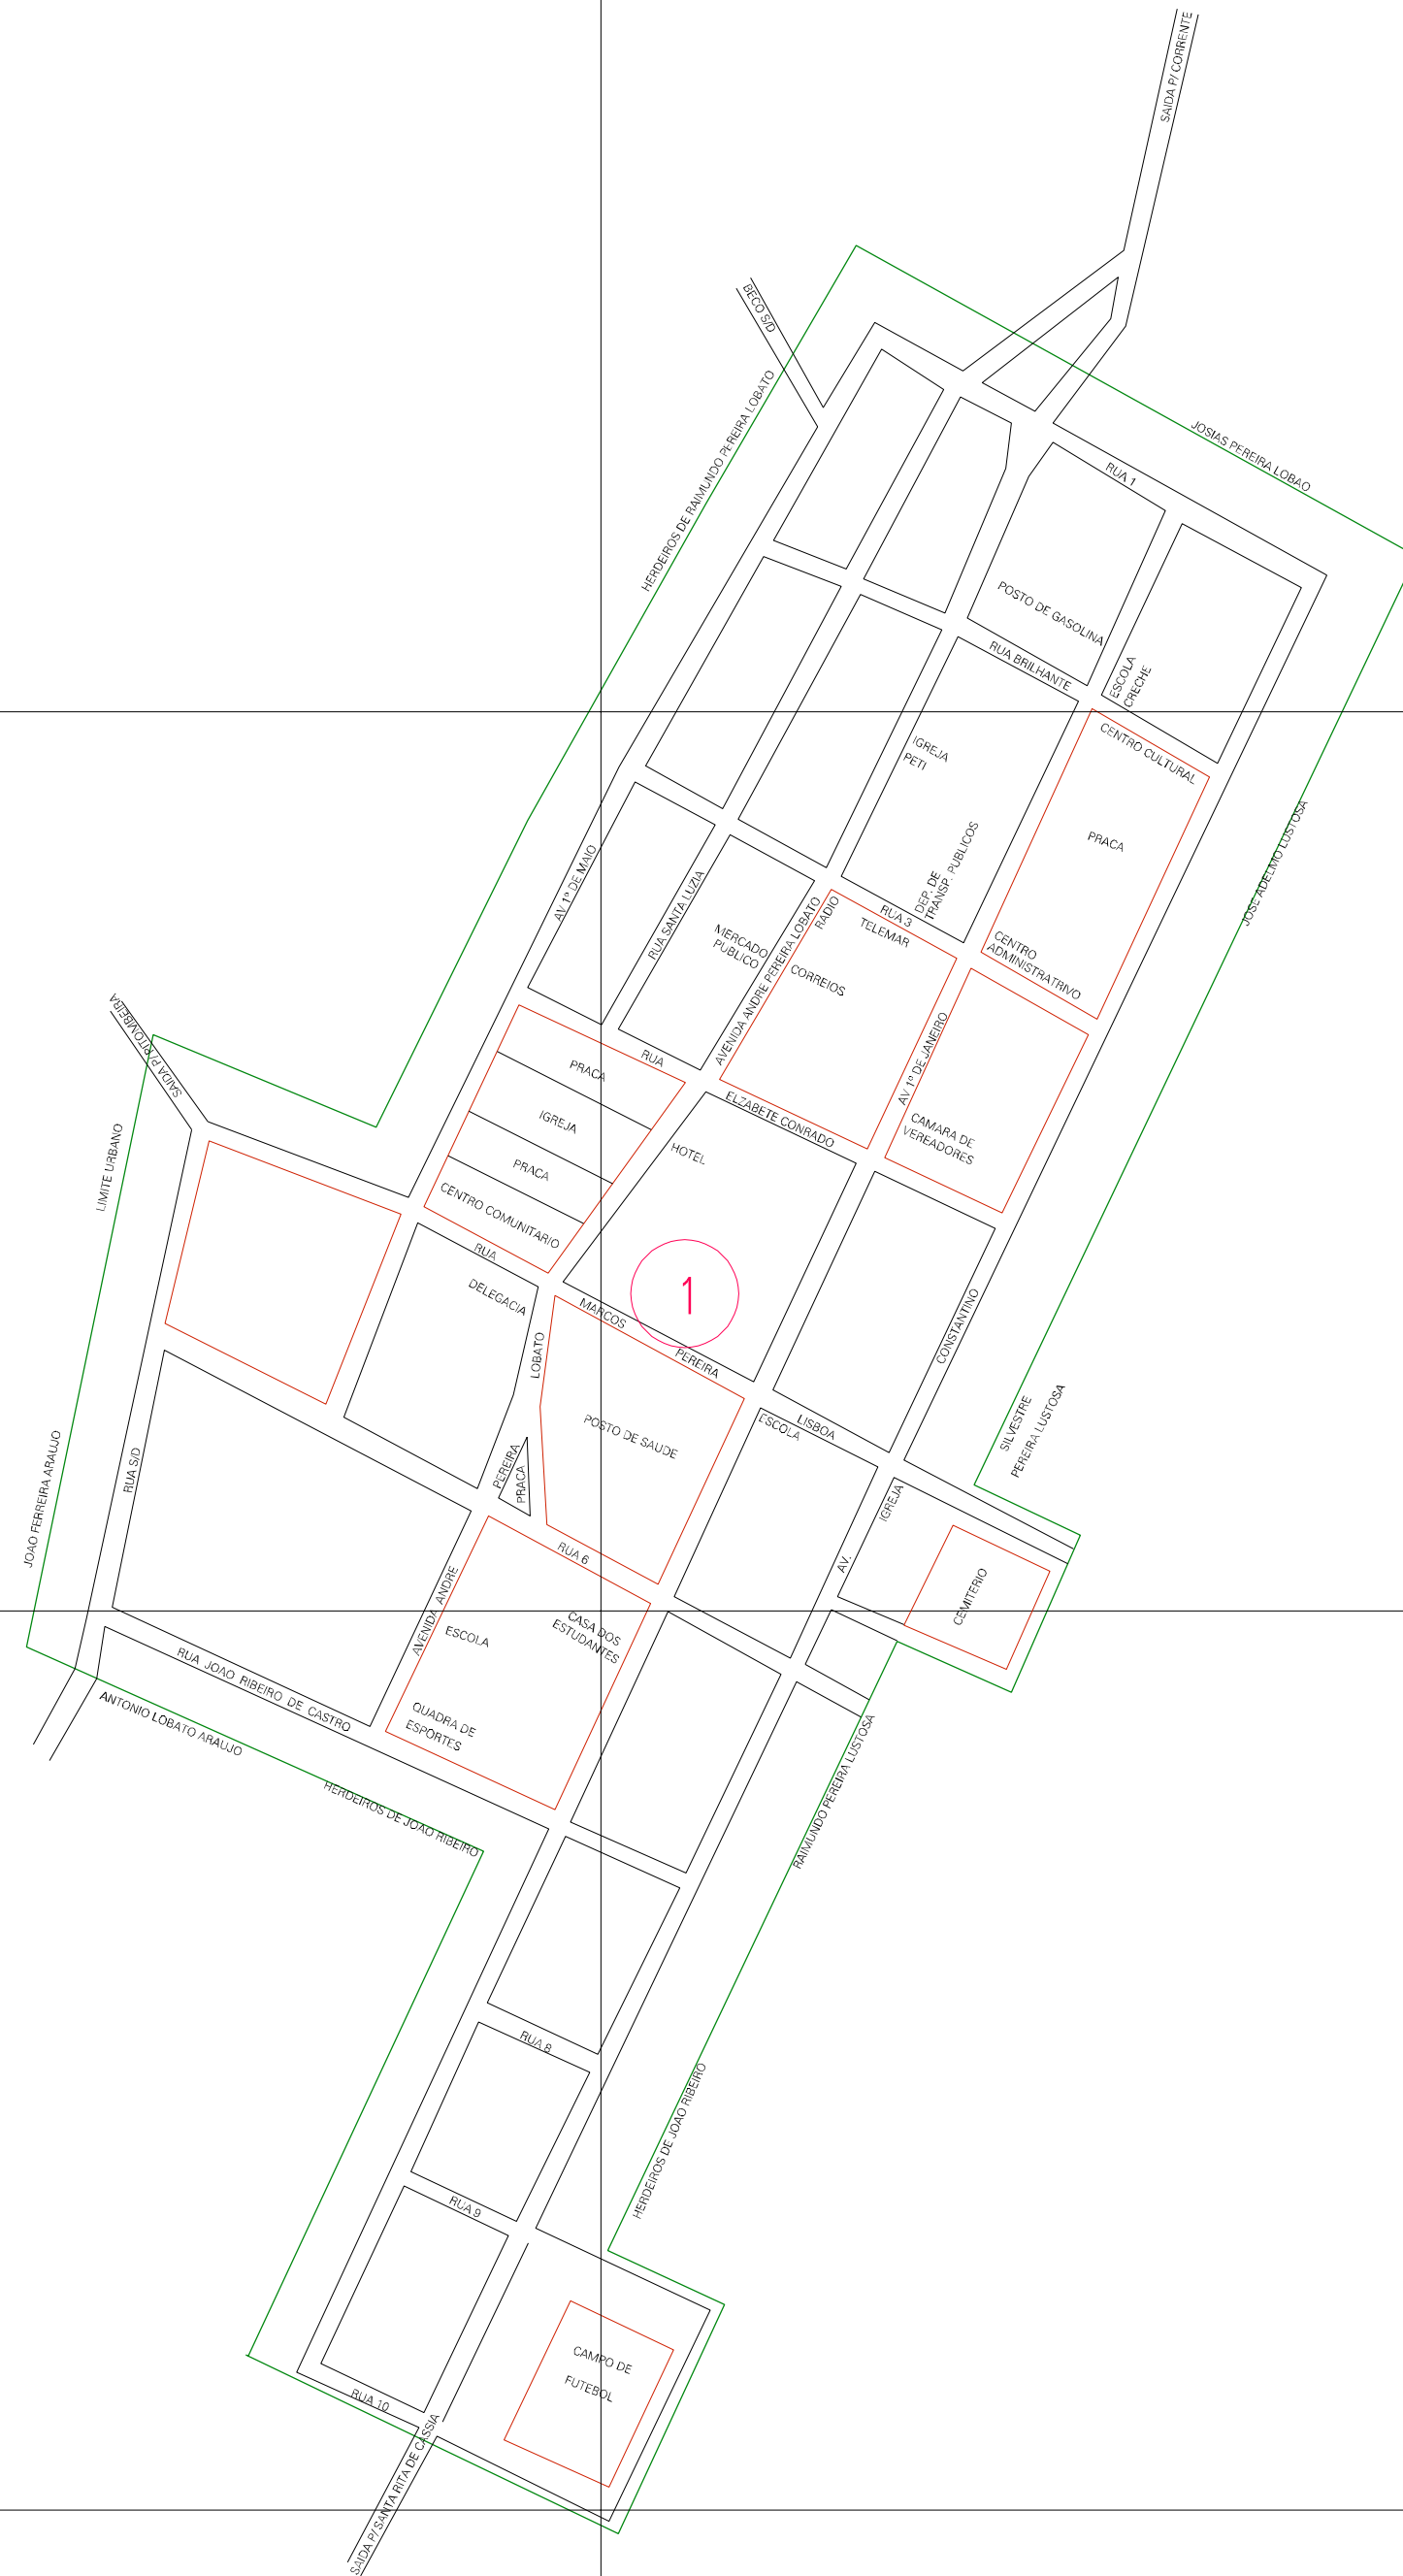 SAIDA P/ CORRENTE
BECO S/D
HERDEIROS DE RAIMUNDO PEREIRA LOBATO
JOSIAS PEREIRA LOBAO
RUA 1
POSTO DE GASOLINA
RUA BRILHANTE
ESCOLA
CRECHE
CENTRO CULTURAL
IGREJA
PETI
PRACA
JOSE ADELMO LUSTOSA
AV 1º DE MAIO
RUA SANTA LUZIA
DEP. DE
TRANSP. PUBLICOS
RUA 3
RADIO
TELEMAR
MERCADO
PUBLICO
AVENIDA ANDRE PEREIRA LOBATO
CORREIOS
CENTRO
ADMINISTRATRIVO
SAIDA P/ PITOMBEIRA
RUA
ELZABETE CONRADO
AV 1º DE JANEIRO
CAMARA DE
VEREADORES
PRACA
IGREJA
PRACA
CENTRO COMUNITARIO
HOTEL
LIMITE URBANO
RUA
MARCOS
PEREIRA
LISBOA
DELEGACIA
1
CONSTANTINO
LOBATO
POSTO DE SAUDE
ESCOLA
SILVESTRE
PEREIRA LUSTOSA
JOAO FERREIRA ARAUJO
RUA S/D
PEREIRA
PRACA
IGREJA
RUA 6
AV.
CEMITERIO
AVENIDA ANDRE
ESCOLA
CASA DOS
ESTUDANTES
RUA JOAO RIBEIRO DE CASTRO
ANTONIO LOBATO ARAUJO
QUADRA DE
ESPORTES
HERDEIROS DE JOAO RIBEIRO
RAIMUNDO PEREIRA LUSTOSA
RUA 8
HERDEIROS DE JOAO RIBEIRO
RUA 9
CAMPO DE
FUTEBOL
RUA 10
SAIDA P/ SANTA RITA DE CASSIA